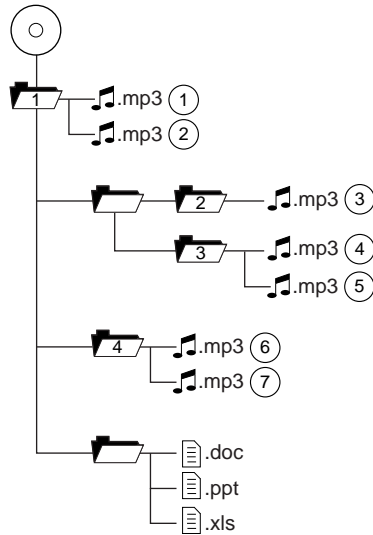 1 .mp3 1
.mp3 2
2 .mp3 3
3 .mp3 4
.mp3 5
4 .mp3 6
.mp3 7
.doc
.ppt
.xls